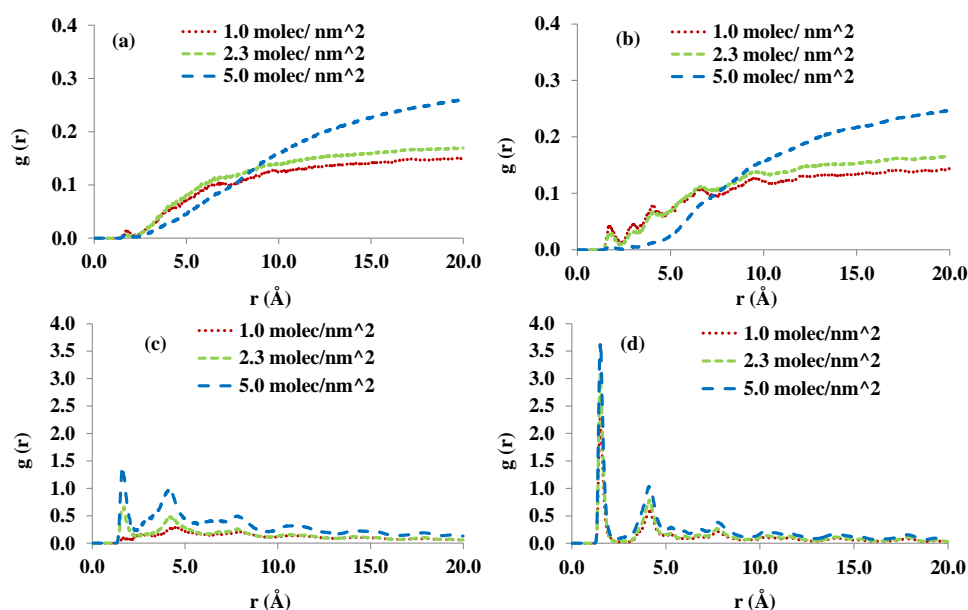 (a)
1.0 molec/ nm^2
2.3 molec/ nm^2
5.0 molec/ nm^2
g (r)
0.4
0.3
0.2
0.1
0.0
0.0 5.0 10.0 15.0 20.0
r (Å)
(b)
1.0 molec/ nm^2
2.3 molec/ nm^2
5.0 molec/ nm^2
g (r)
0.4
0.3
0.2
0.1
0.0
0.0 5.0 10.0 15.0 20.0
r (Å)
(c)
1.0 molec/nm^2
2.3 molec/nm^2
5.0 molec/nm^2
g (r)
4.0
3.5
3.0
2.5
2.0
1.5
1.0
0.5
0.0
0.0 5.0 10.0 15.0 20.0
r (Å)
(d)
1.0 molec/nm^2
2.3 molec/nm^2
5.0 molec/nm^2
g (r)
4.0
3.5
3.0
2.5
2.0
1.5
1.0
0.5
0.0
0.0 5.0 10.0 15.0 20.0
r (Å)